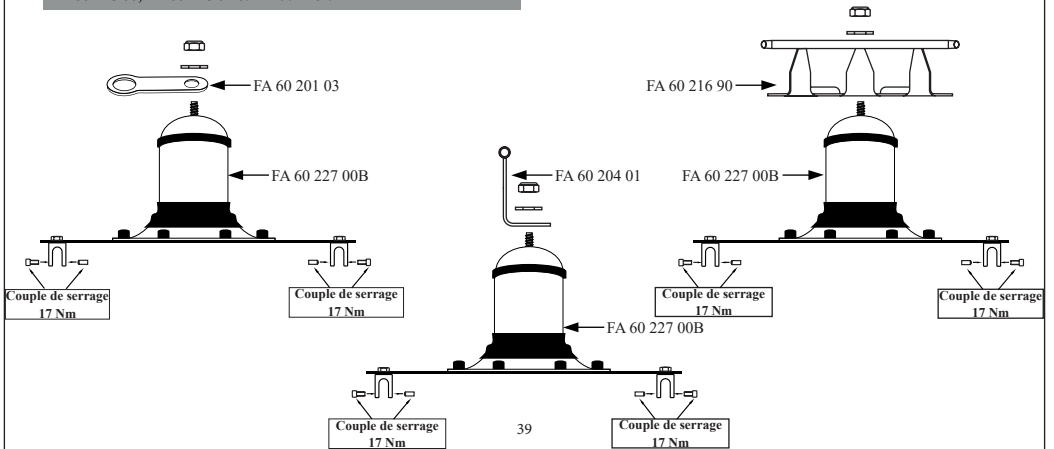 FA 60 201 03
FA 60 216 90
FA 60 227 00B
FA 60 204 01
FA 60 227 00B
Couple de serrage
17 Nm
Couple de serrage
17 Nm
Couple de serrage
17 Nm
Couple de serrage
17 Nm
FA 60 227 00B
Couple de serrage
17 Nm
39
Couple de serrage
17 Nm